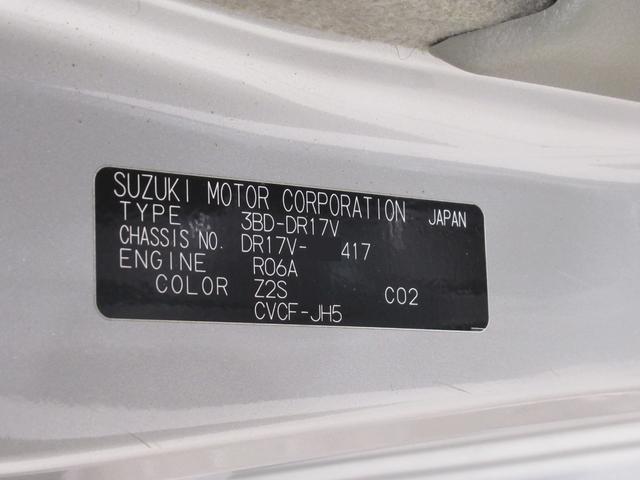 SUZUKI MOTOR CORPORATION JAPAN
TYPE 3BD-DR17V
CHASSIS NO. DR17V- 417
ENGINE R06A
COLOR Z2S C02
CVCF-JH5